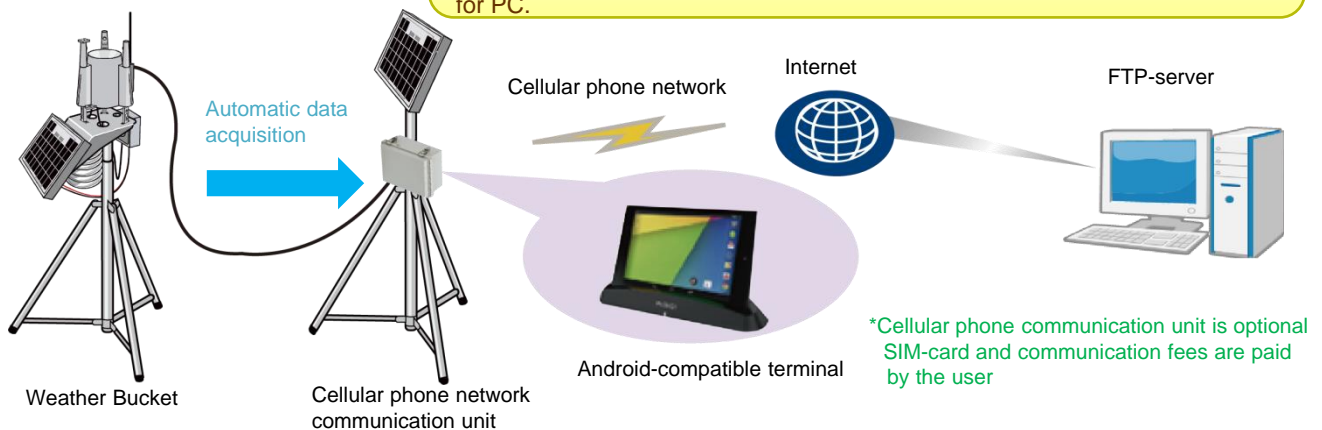 for PC.
Internet
FTP-server
Cellular phone network
Automatic data
acquisition
*Cellular phone communication unit is optional
SIM-card and communication fees are paid
by the user
Android-compatible terminal
Weather Bucket
Cellular phone network
communication unit